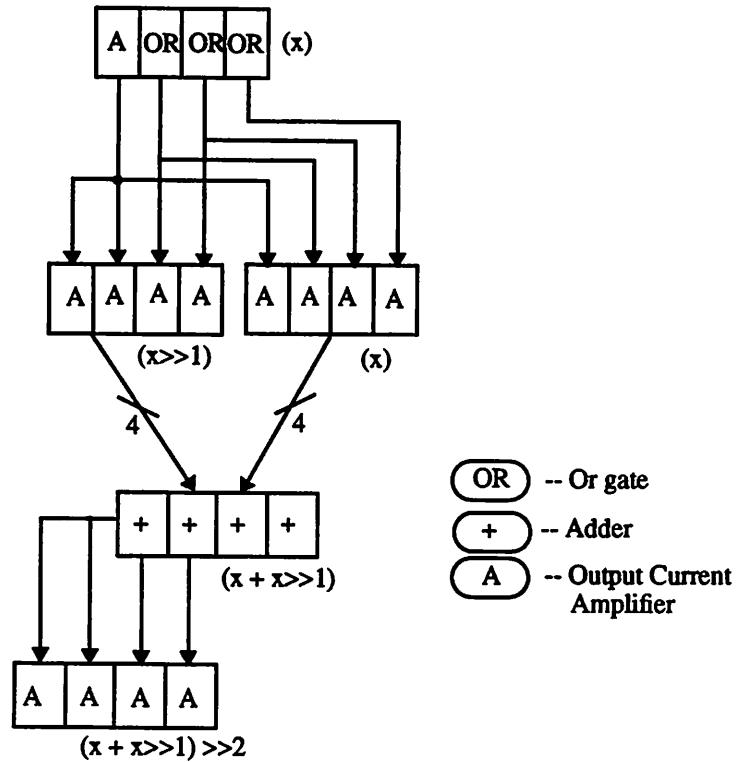 A OR OR OR (x)
A A A A A A A A
(x>>1) (x)
4 4
+ + + +
(x + x>>1)
A A A A
(x + x>>1) >>2
OR -- Or gate
+ -- Adder
A -- Output Current
Amplifier